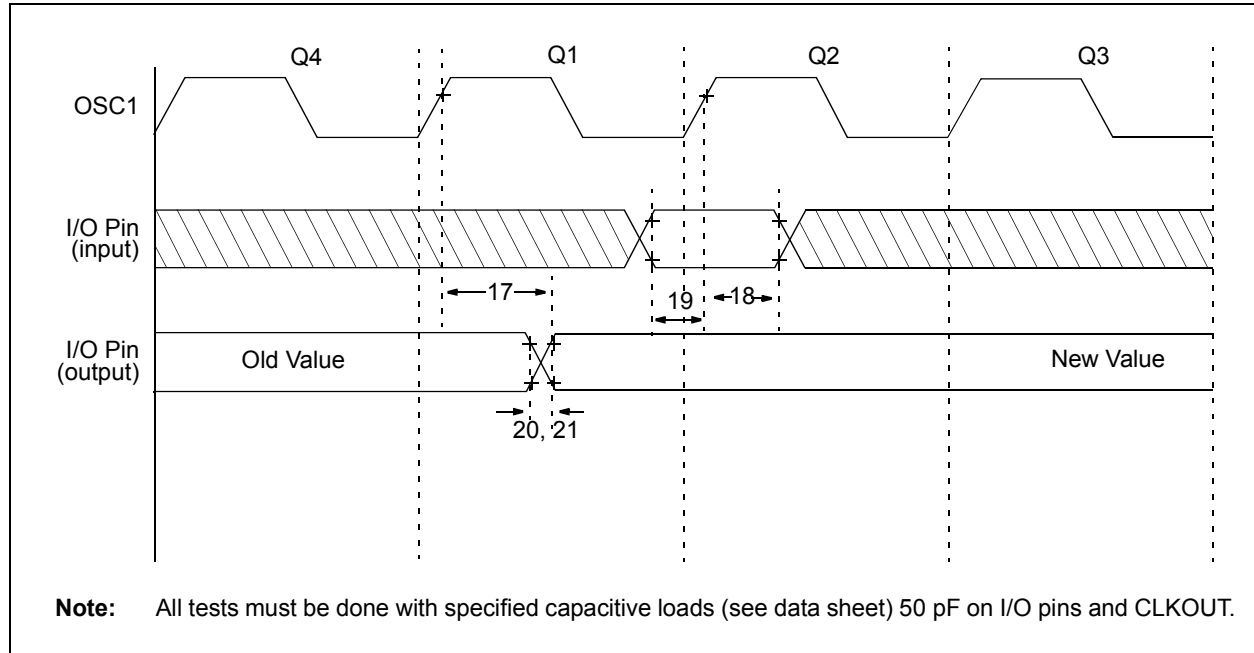 Q4 Q1 Q2 Q3
OSC1
I/O Pin
(input)
17 19 18
I/O Pin
(output)
Old Value New Value
20, 21
Note: All tests must be done with specified capacitive loads (see data sheet) 50 pF on I/O pins and CLKOUT.